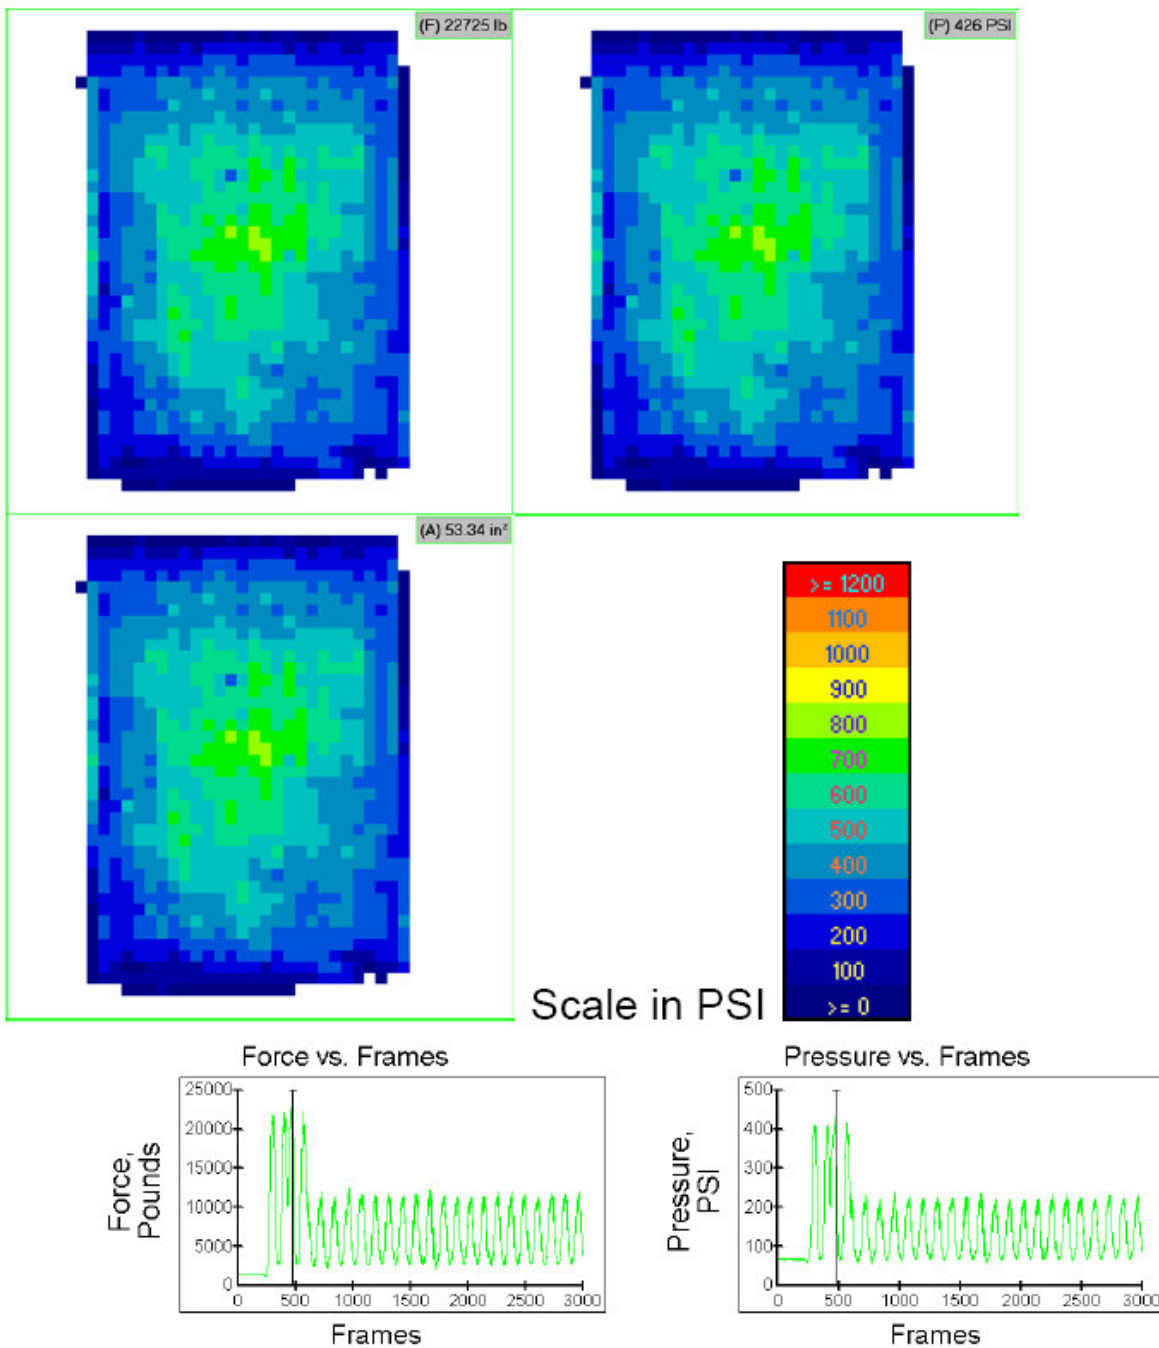 (F) 22725 lb
(P) 426 PSI
(A) 53.34 in²
>= 1200
1100
1000
900
800
700
600
500
400
300
200
100
>= 0
Scale in PSI
Force vs. Frames
25000
20000
15000
10000
5000
0
Force,
Pounds
0 500 1000 1500 2000 2500 3000
Frames
Pressure vs. Frames
500
400
300
200
100
0
Pressure,
PSI
0 500 1000 1500 2000 2500 3000
Frames